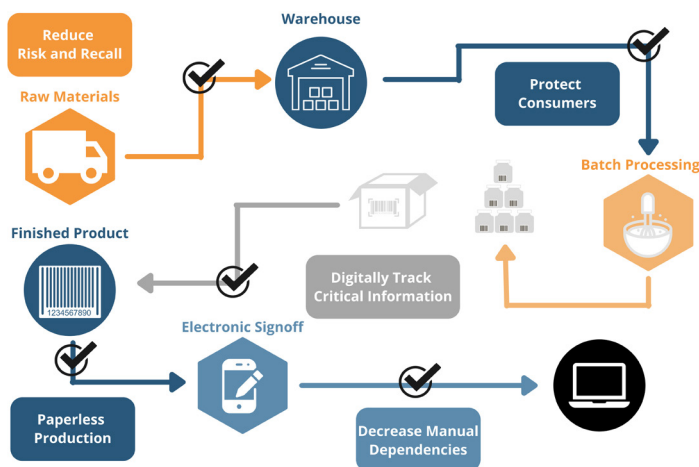 Reduce
Risk and Recall
Warehouse
Raw Materials
Protect
Consumers
Batch Processing
Finished Product
1234567890
Digitally Track
Critical Information
Electronic Signoff
Paperless
Production
Decrease Manual
Dependencies